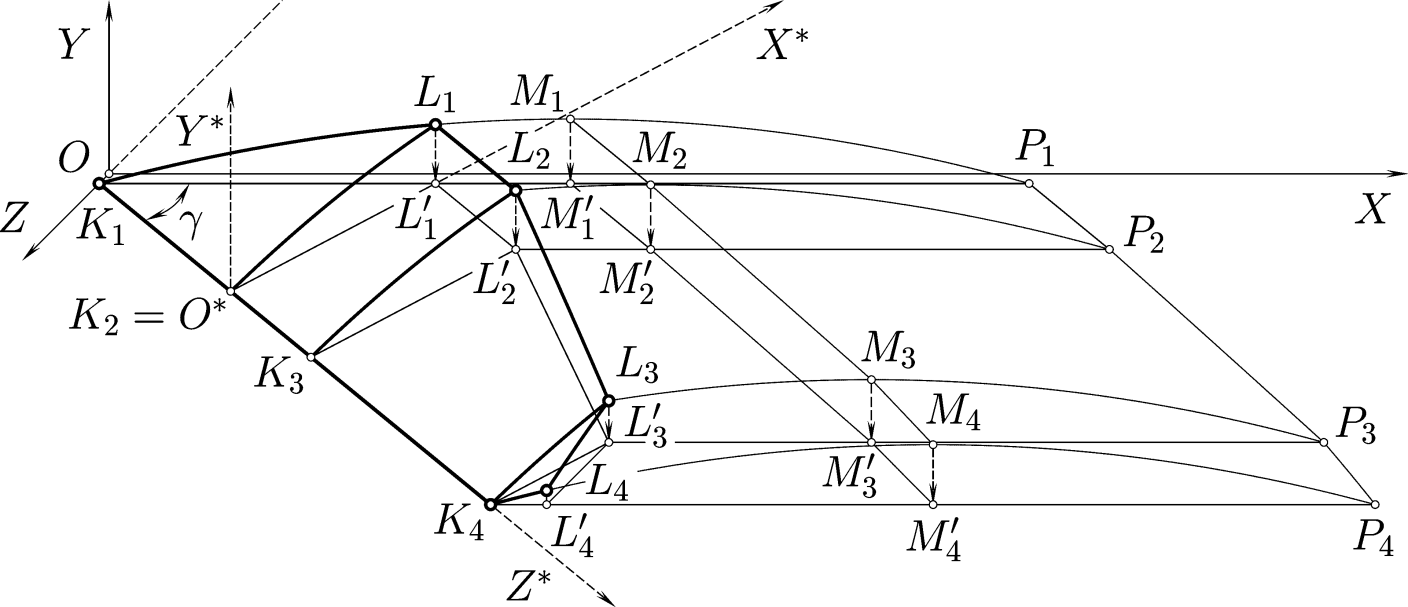 Y
X*
L₁
M₁
Y*
O
L₂
M₂
P₁
Z
K₁
γ
L′₁
M′₁
X
P₂
L′₂
M′₂
K₂ = O*
L₃
M₃
K₃
L′₃
M₄
P₃
M′₃
L₄
K₄
L′₄
M′₄
P₄
Z*